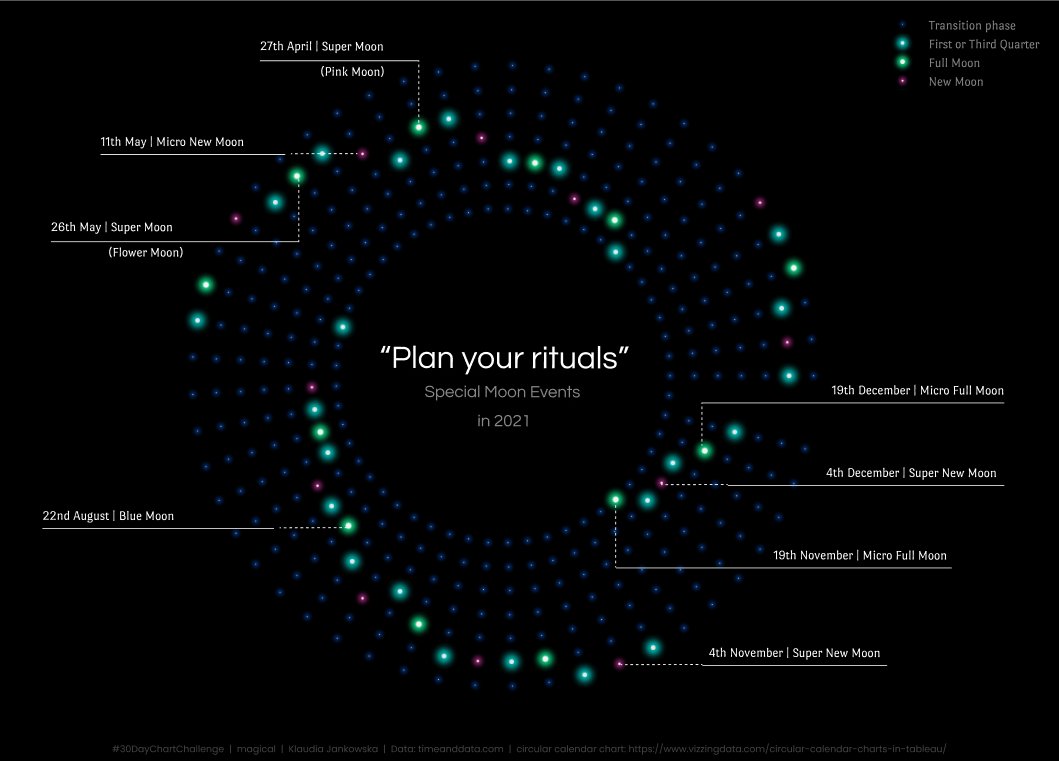 Transition phase
First or Third Quarter
Full Moon
New Moon
27th April | Super Moon
(Pink Moon)
11th May | Micro New Moon
26th May | Super Moon
(Flower Moon)
“Plan your rituals”
Special Moon Events
in 2021
19th December | Micro Full Moon
4th December | Super New Moon
22nd August | Blue Moon
19th November | Micro Full Moon
4th November | Super New Moon
#30DayChartChallenge | magical | Klaudia Jankowska | Data: timeanddata.com | circular calendar chart: https://www.vizzingdata.com/circular-calendar-charts-in-tableau/